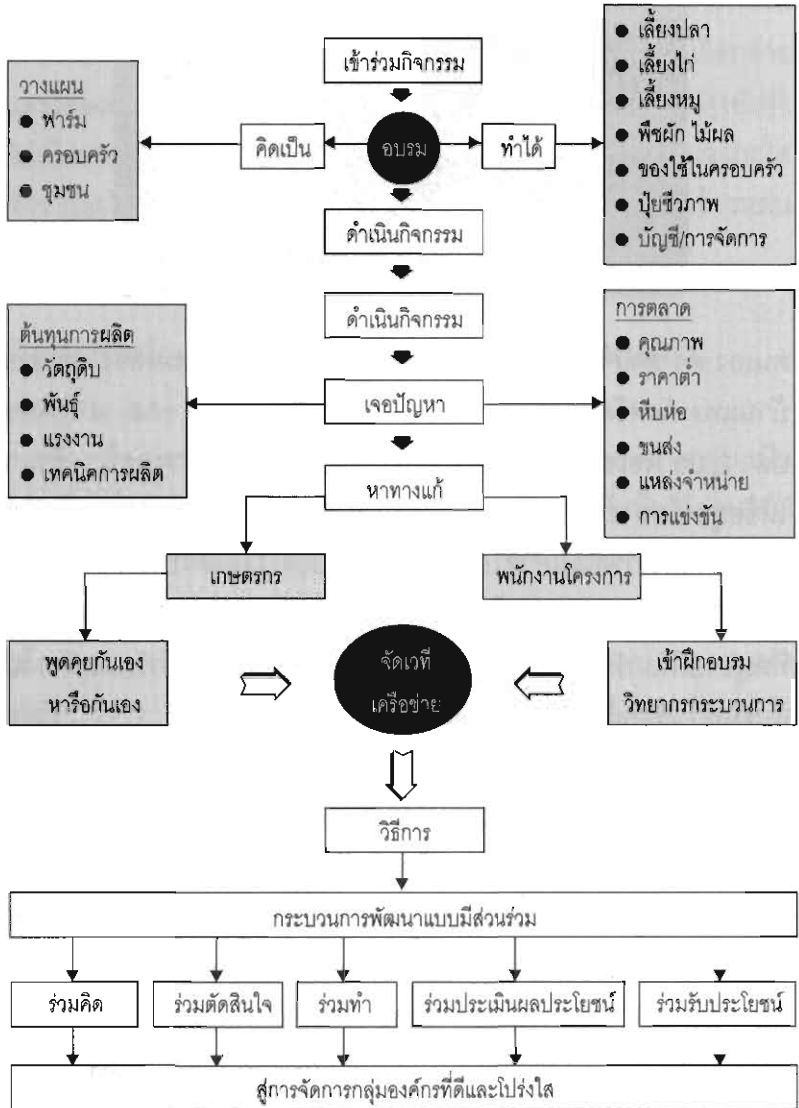 เข้าร่วมกิจกรรม
วางแผน
● ฟาร์ม
● ครอบครัว
● ชุมชน
คิดเป็น
อบรม
ทำได้
● เลี้ยงปลา
● เลี้ยงไก่
● เลี้ยงหมู
● พืชผัก ไม้ผล
● ของใช้ในครอบครัว
● ปุ๋ยชีวภาพ
● บัญชี/การจัดการ
ดำเนินกิจกรรม
ดำเนินกิจกรรม
ต้นทุนการผลิต
● วัตถุดิบ
● พันธุ์
● แรงงาน
● เทคนิคการผลิต
เจอปัญหา
การตลาด
● คุณภาพ
● ราคาต่ำ
● หีบห่อ
● ขนส่ง
● แหล่งจำหน่าย
● การแข่งขัน
หาทางแก้
เกษตรกร
พนักงานโครงการ
พูดคุยกันเอง
หารือกันเอง
จัดเวที
เครือข่าย
เข้าฝึกอบรม
วิทยากรกระบวนการ
วิธีการ
กระบวนการพัฒนาแบบมีส่วนร่วม
ร่วมคิด
ร่วมตัดสินใจ
ร่วมทำ
ร่วมประเมินผลประโยชน์
ร่วมรับประโยชน์
สู่การจัดการกลุ่มองค์กรที่ดีและโปร่งใส